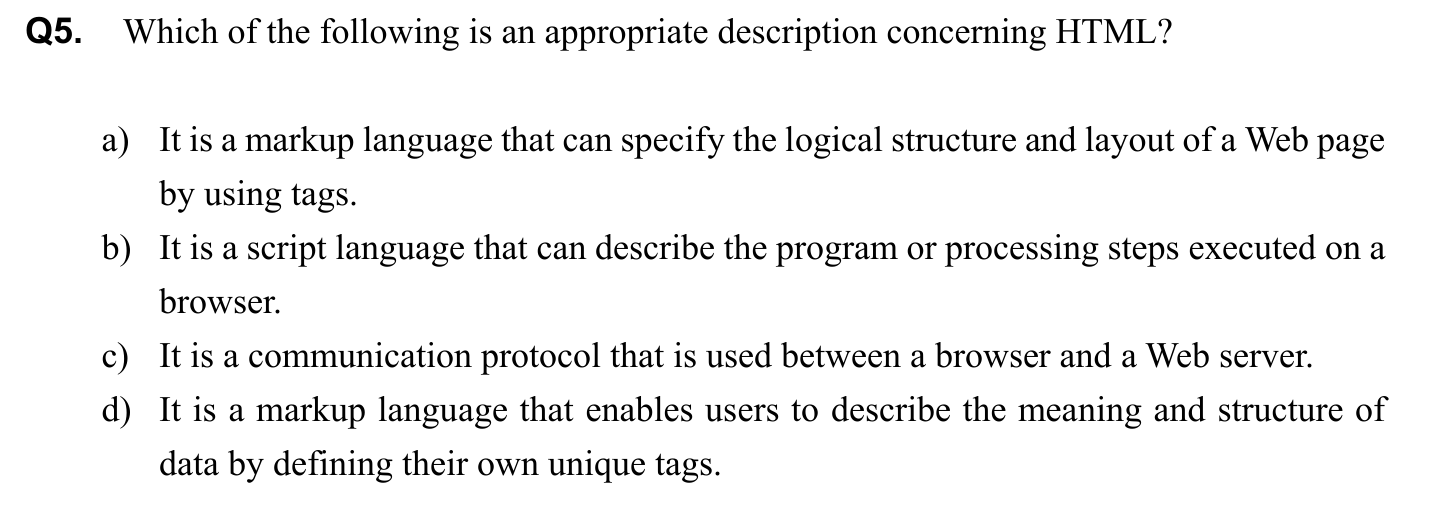 Q5. Which of the following is an appropriate description concerning HTML?
a) It is a markup language that can specify the logical structure and layout of a Web page
by using tags.
b) It is a script language that can describe the program or processing steps executed on a
browser.
c) It is a communication protocol that is used between a browser and a Web server.
d) It is a markup language that enables users to describe the meaning and structure of
data by defining their own unique tags.